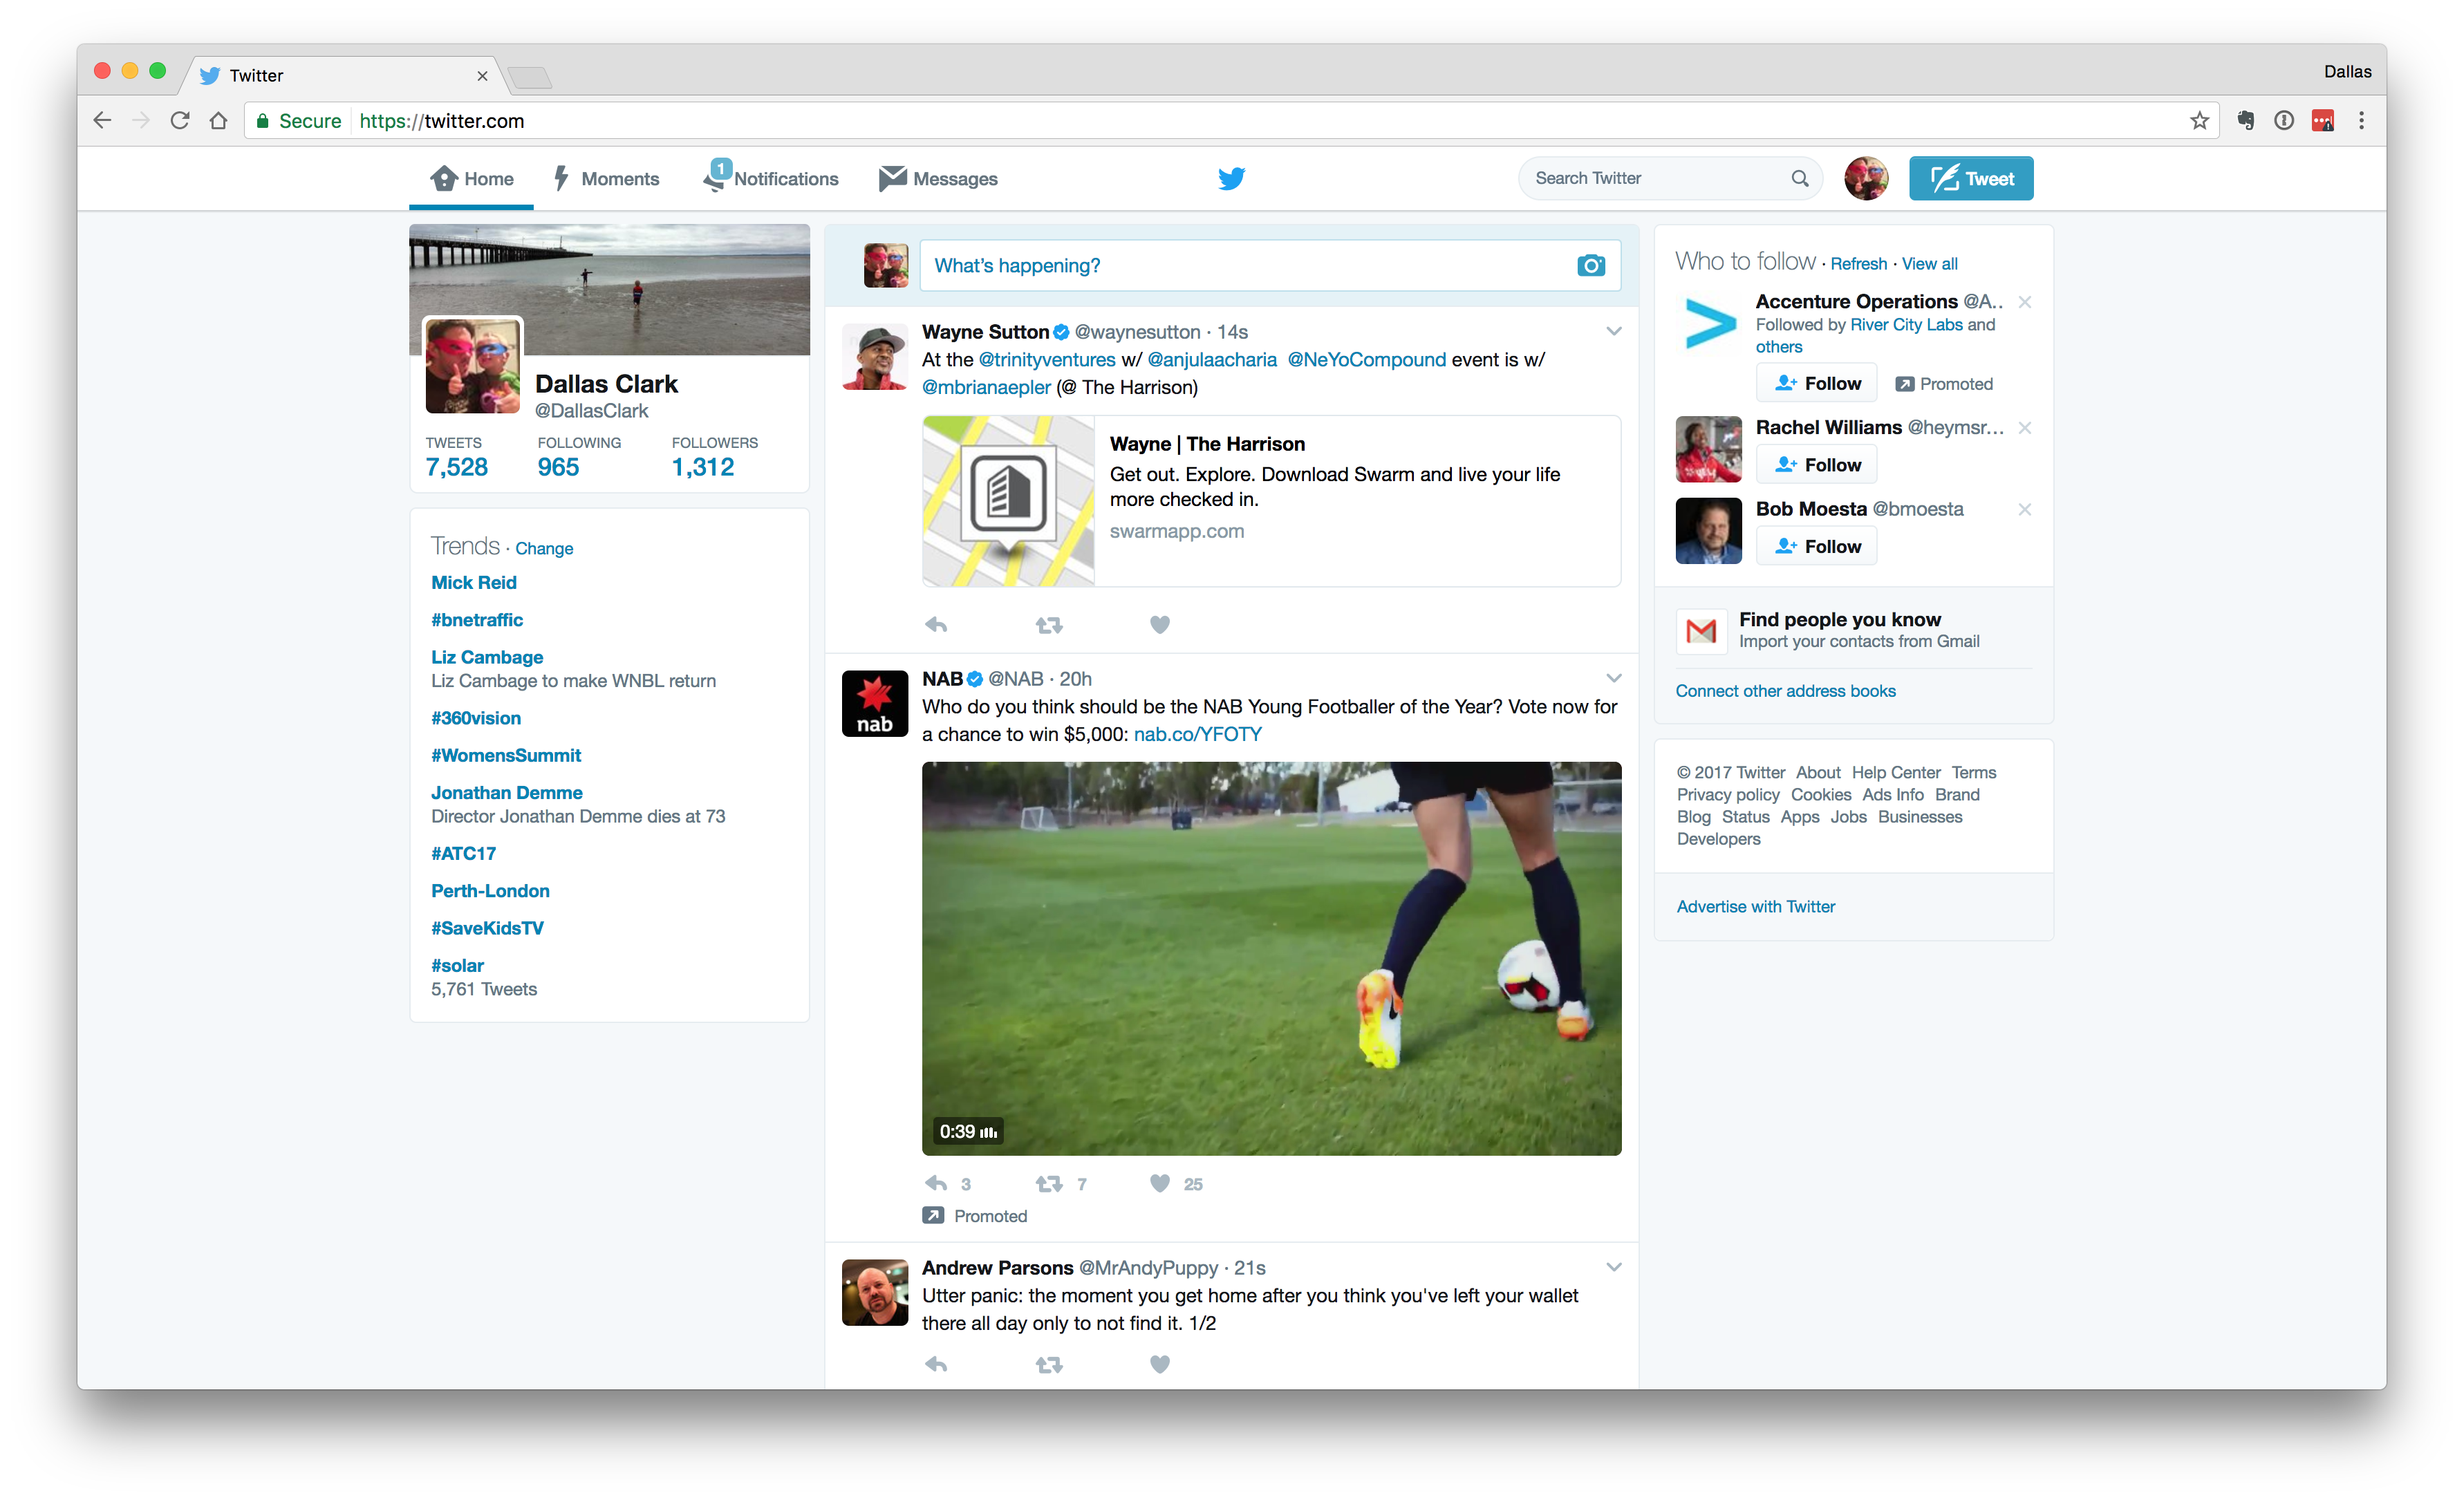 Twitter
Dallas
Secure https://twitter.com
Home
Moments
1
Notifications
Messages
Search Twitter
Tweet
Dallas Clark
@DallasClark
TWEETS FOLLOWING FOLLOWERS
7,528 965 1,312
Trends · Change
Mick Reid
#bnetraffic
Liz Cambage
Liz Cambage to make WNBL return
#360vision
#WomensSummit
Jonathan Demme
Director Jonathan Demme dies at 73
#ATC17
Perth-London
#SaveKidsTV
#solar
5,761 Tweets
What's happening?
Wayne Sutton @waynesutton · 14s
At the @trinityventures w/ @anjulaacharia @NeYoCompound event is w/
@mbrianaepler (@ The Harrison)
Wayne | The Harrison
Get out. Explore. Download Swarm and live your life
more checked in.
swarmapp.com
NAB @NAB · 20h
nab
Who do you think should be the NAB Young Footballer of the Year? Vote now for
a chance to win $5,000: nab.co/YFOTY
0:39
3 7 25
Promoted
Andrew Parsons @MrAndyPuppy · 21s
Utter panic: the moment you get home after you think you've left your wallet
there all day only to not find it. 1/2
Who to follow · Refresh · View all
Accenture Operations @A..
Followed by River City Labs and
others
Follow
Promoted
Rachel Williams @heymsr...
Follow
Bob Moesta @bmoesta
Follow
Find people you know
Import your contacts from Gmail
Connect other address books
© 2017 Twitter About Help Center Terms
Privacy policy Cookies Ads Info Brand
Blog Status Apps Jobs Businesses
Developers
Advertise with Twitter